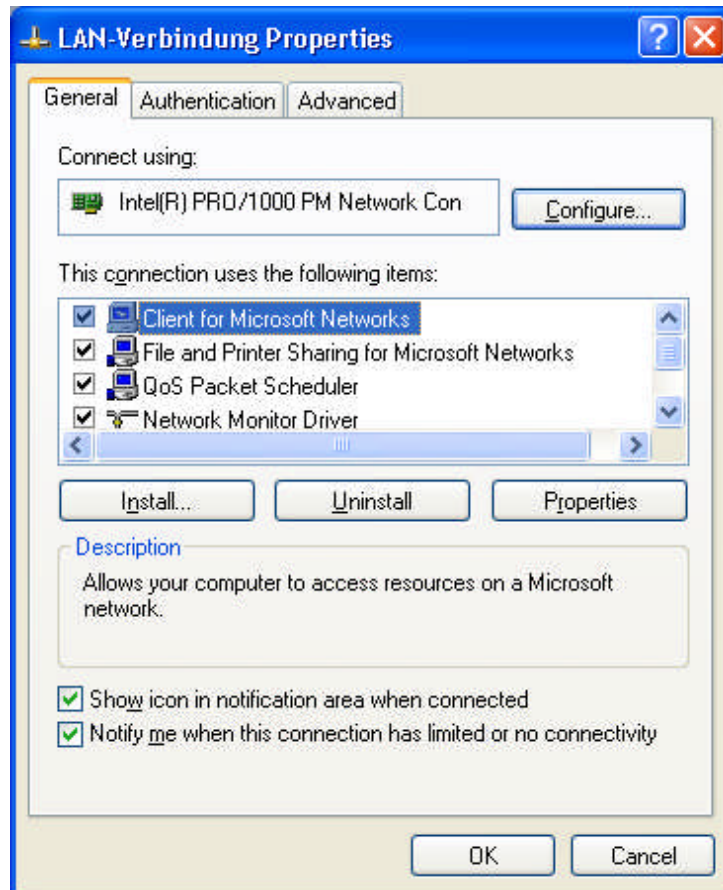 LAN-Verbindung Properties
General Authentication Advanced
Connect using:
Intel(R) PRO/1000 PM Network Con
Configure...
This connection uses the following items:
Client for Microsoft Networks
File and Printer Sharing for Microsoft Networks
QoS Packet Scheduler
Network Monitor Driver
Install... Uninstall Properties
Description
Allows your computer to access resources on a Microsoft
network.
Show icon in notification area when connected
Notify me when this connection has limited or no connectivity
OK Cancel